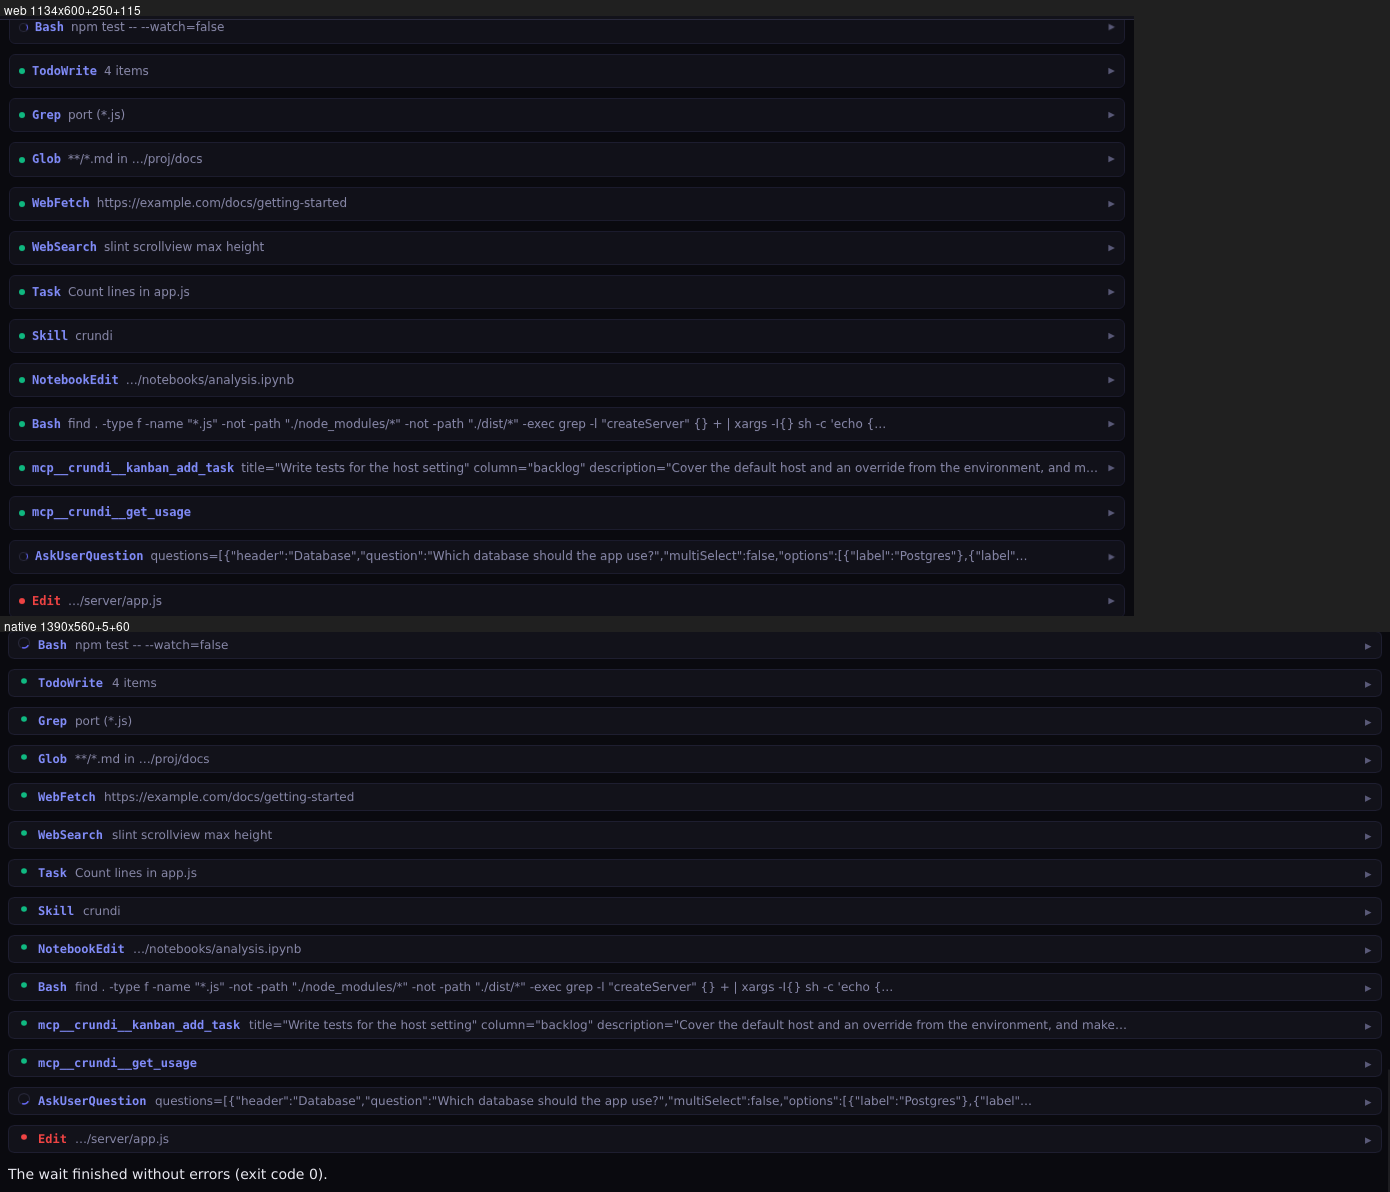 web 1134x600+250+115
Bash npm test -- --watch=false
TodoWrite 4 items
Grep port (*.js)
Glob **/*.md in …/proj/docs
WebFetch https://example.com/docs/getting-started
WebSearch slint scrollview max height
Task Count lines in app.js
Skill crundi
NotebookEdit …/notebooks/analysis.ipynb
Bash find . -type f -name "*.js" -not -path "./node_modules/*" -not -path "./dist/*" -exec grep -l "createServer" {} + | xargs -I{} sh -c 'echo {…
mcp__crundi__kanban_add_task title="Write tests for the host setting" column="backlog" description="Cover the default host and an override from the environment, and m…
mcp__crundi__get_usage
AskUserQuestion questions=[{"header":"Database","question":"Which database should the app use?","multiSelect":false,"options":[{"label":"Postgres"},{"label"…
Edit …/server/app.js
native 1390x560+5+60
Bash npm test -- --watch=false
TodoWrite 4 items
Grep port (*.js)
Glob **/*.md in …/proj/docs
WebFetch https://example.com/docs/getting-started
WebSearch slint scrollview max height
Task Count lines in app.js
Skill crundi
NotebookEdit …/notebooks/analysis.ipynb
Bash find . -type f -name "*.js" -not -path "./node_modules/*" -not -path "./dist/*" -exec grep -l "createServer" {} + | xargs -I{} sh -c 'echo {…
mcp__crundi__kanban_add_task title="Write tests for the host setting" column="backlog" description="Cover the default host and an override from the environment, and make…
mcp__crundi__get_usage
AskUserQuestion questions=[{"header":"Database","question":"Which database should the app use?","multiSelect":false,"options":[{"label":"Postgres"},{"label"…
Edit …/server/app.js
The wait finished without errors (exit code 0).